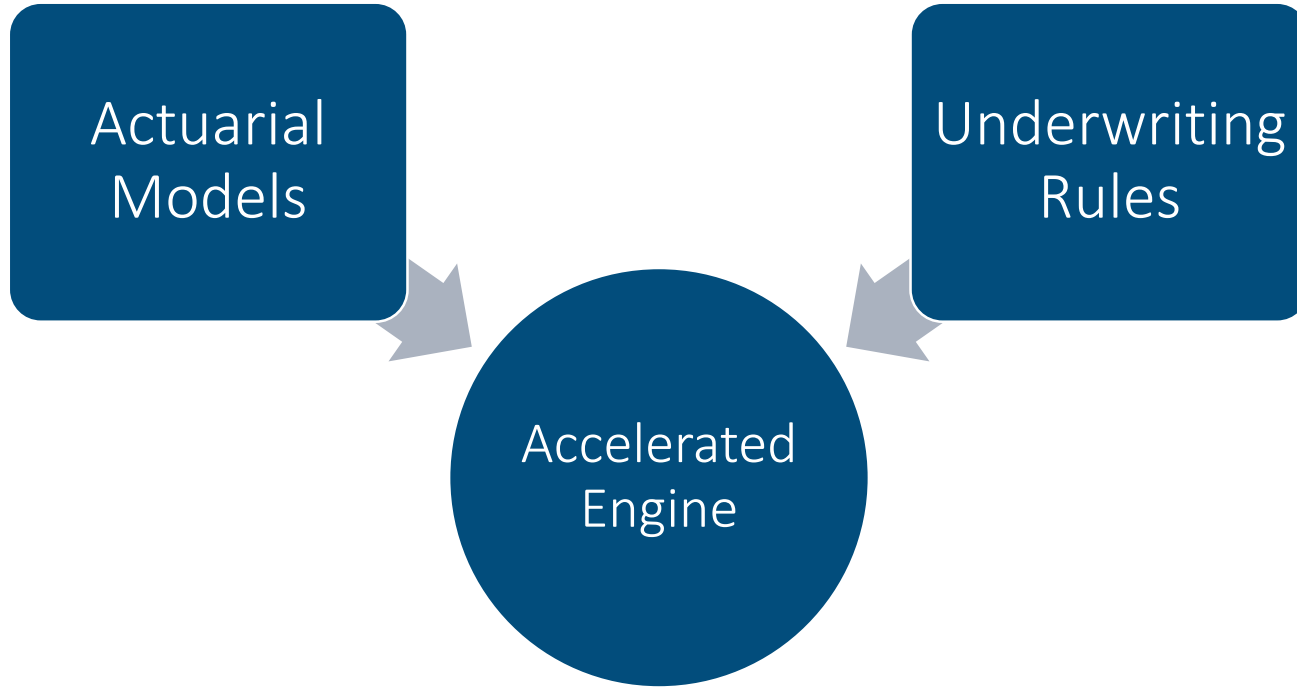 Actuarial
Models
Underwriting
Rules
Accelerated
Engine